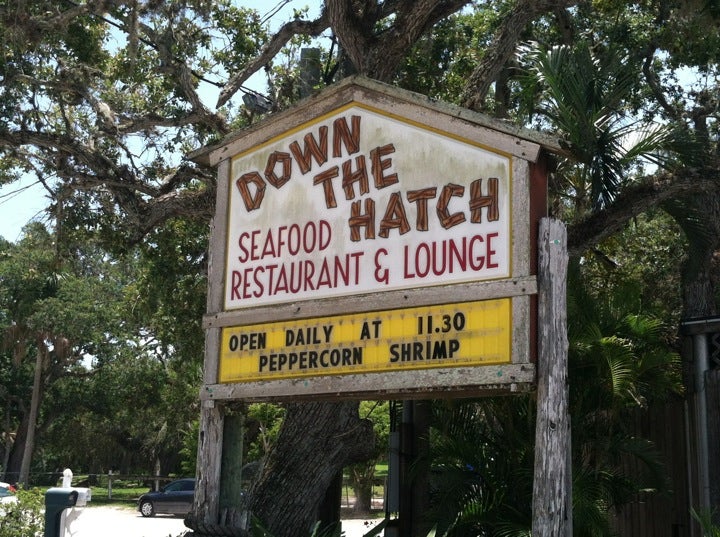 DOWN
THE
HATCH
SEAFOOD
RESTAURANT & LOUNGE
OPEN DAILY AT 11.30
PEPPERCORN SHRIMP